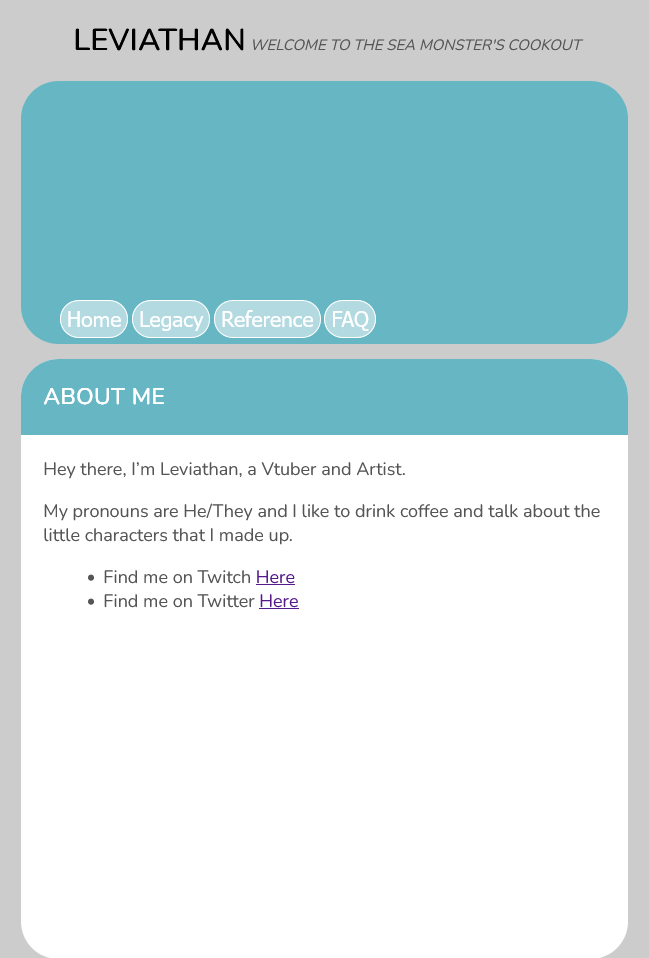 LEVIATHAN WELCOME TO THE SEA MONSTER'S COOKOUT
Home Legacy Reference FAQ
ABOUT ME
Hey there, I'm Leviathan, a Vtuber and Artist.
My pronouns are He/They and I like to drink coffee and talk about the
little characters that I made up.
• Find me on Twitch Here
• Find me on Twitter Here